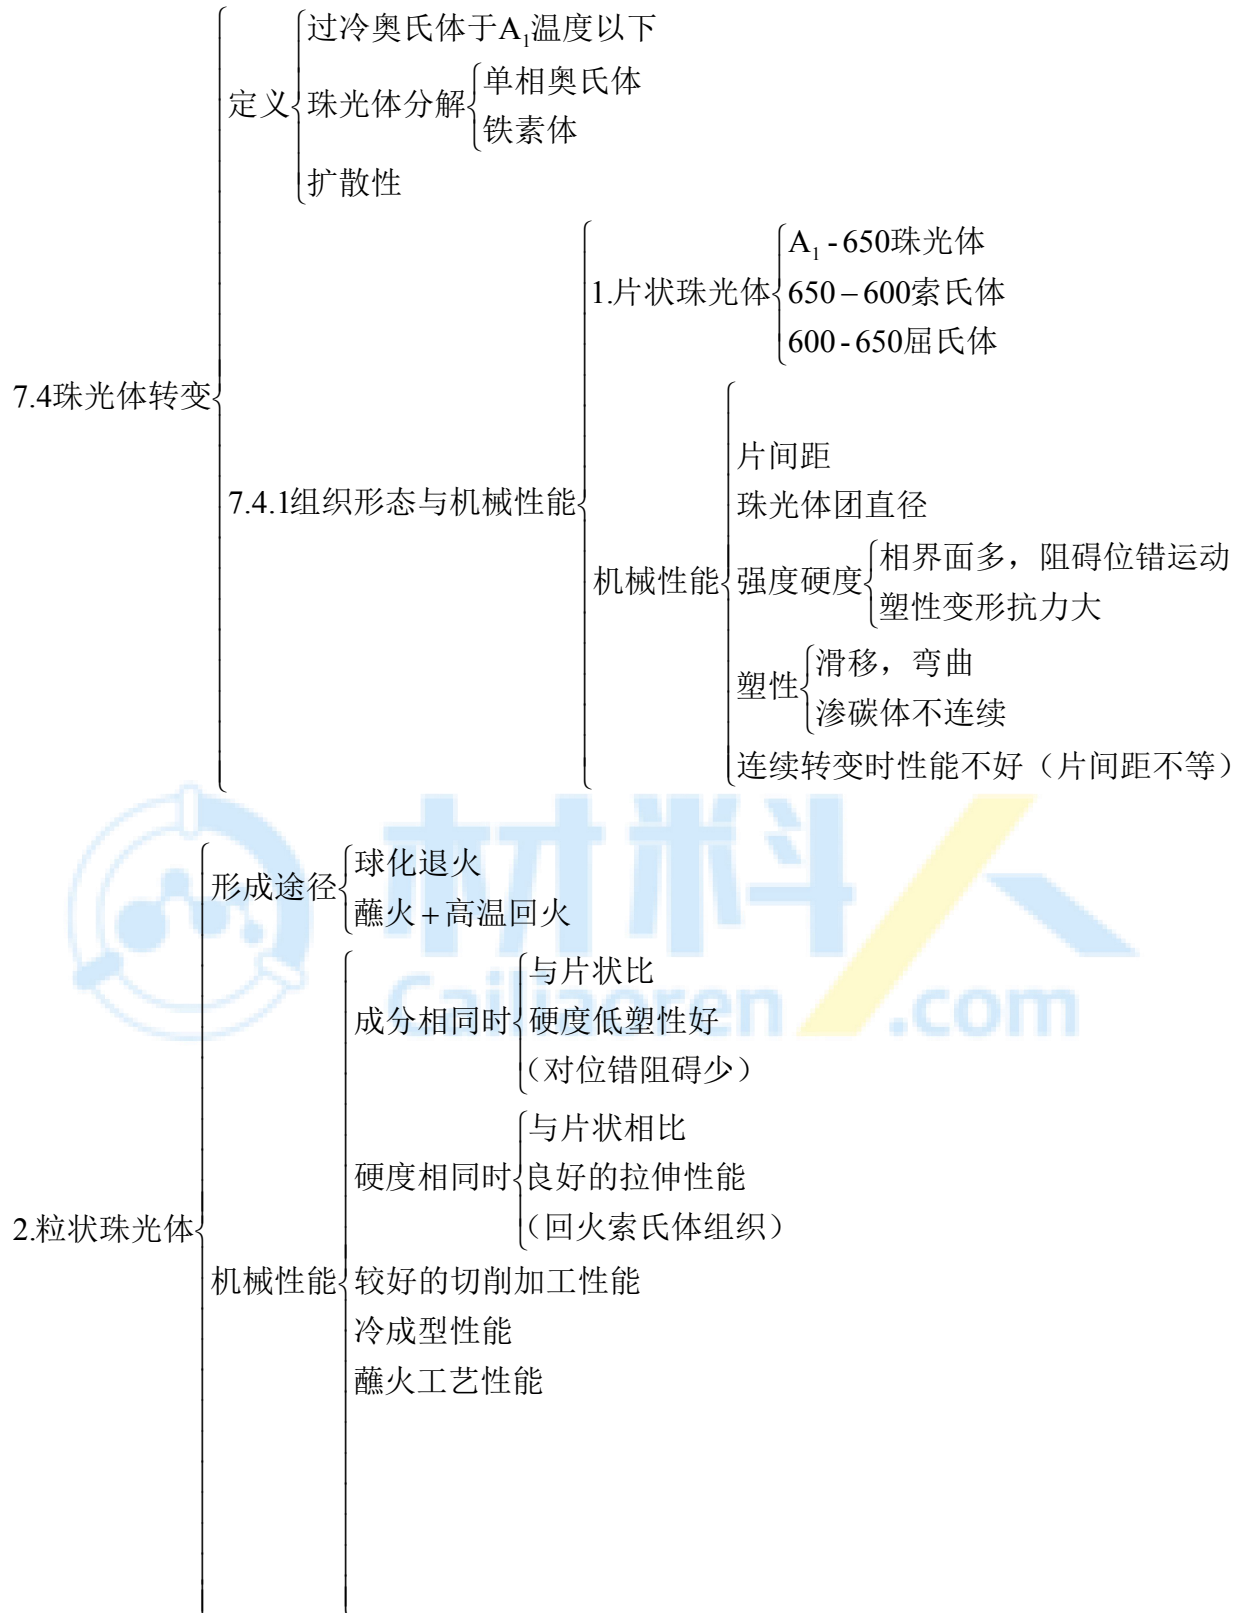 定义
过冷奥氏体于A₁温度以下
珠光体分解
单相奥氏体
铁素体
扩散性
7.4珠光体转变
7.4.1组织形态与机械性能
1.片状珠光体
A₁-650珠光体
650–600索氏体
600-650屈氏体
机械性能
片间距
珠光体团直径
强度硬度
相界面多，阻碍位错运动
塑性变形抗力大
塑性
滑移，弯曲
渗碳体不连续
连续转变时性能不好（片间距不等）
2.粒状珠光体
形成途径
球化退火
蘸火+高温回火
机械性能
成分相同时
与片状比
硬度低塑性好
（对位错阻碍少）
硬度相同时
与片状相比
良好的拉伸性能
（回火索氏体组织）
较好的切削加工性能
冷成型性能
蘸火工艺性能
材料人
Cailiaoren.com